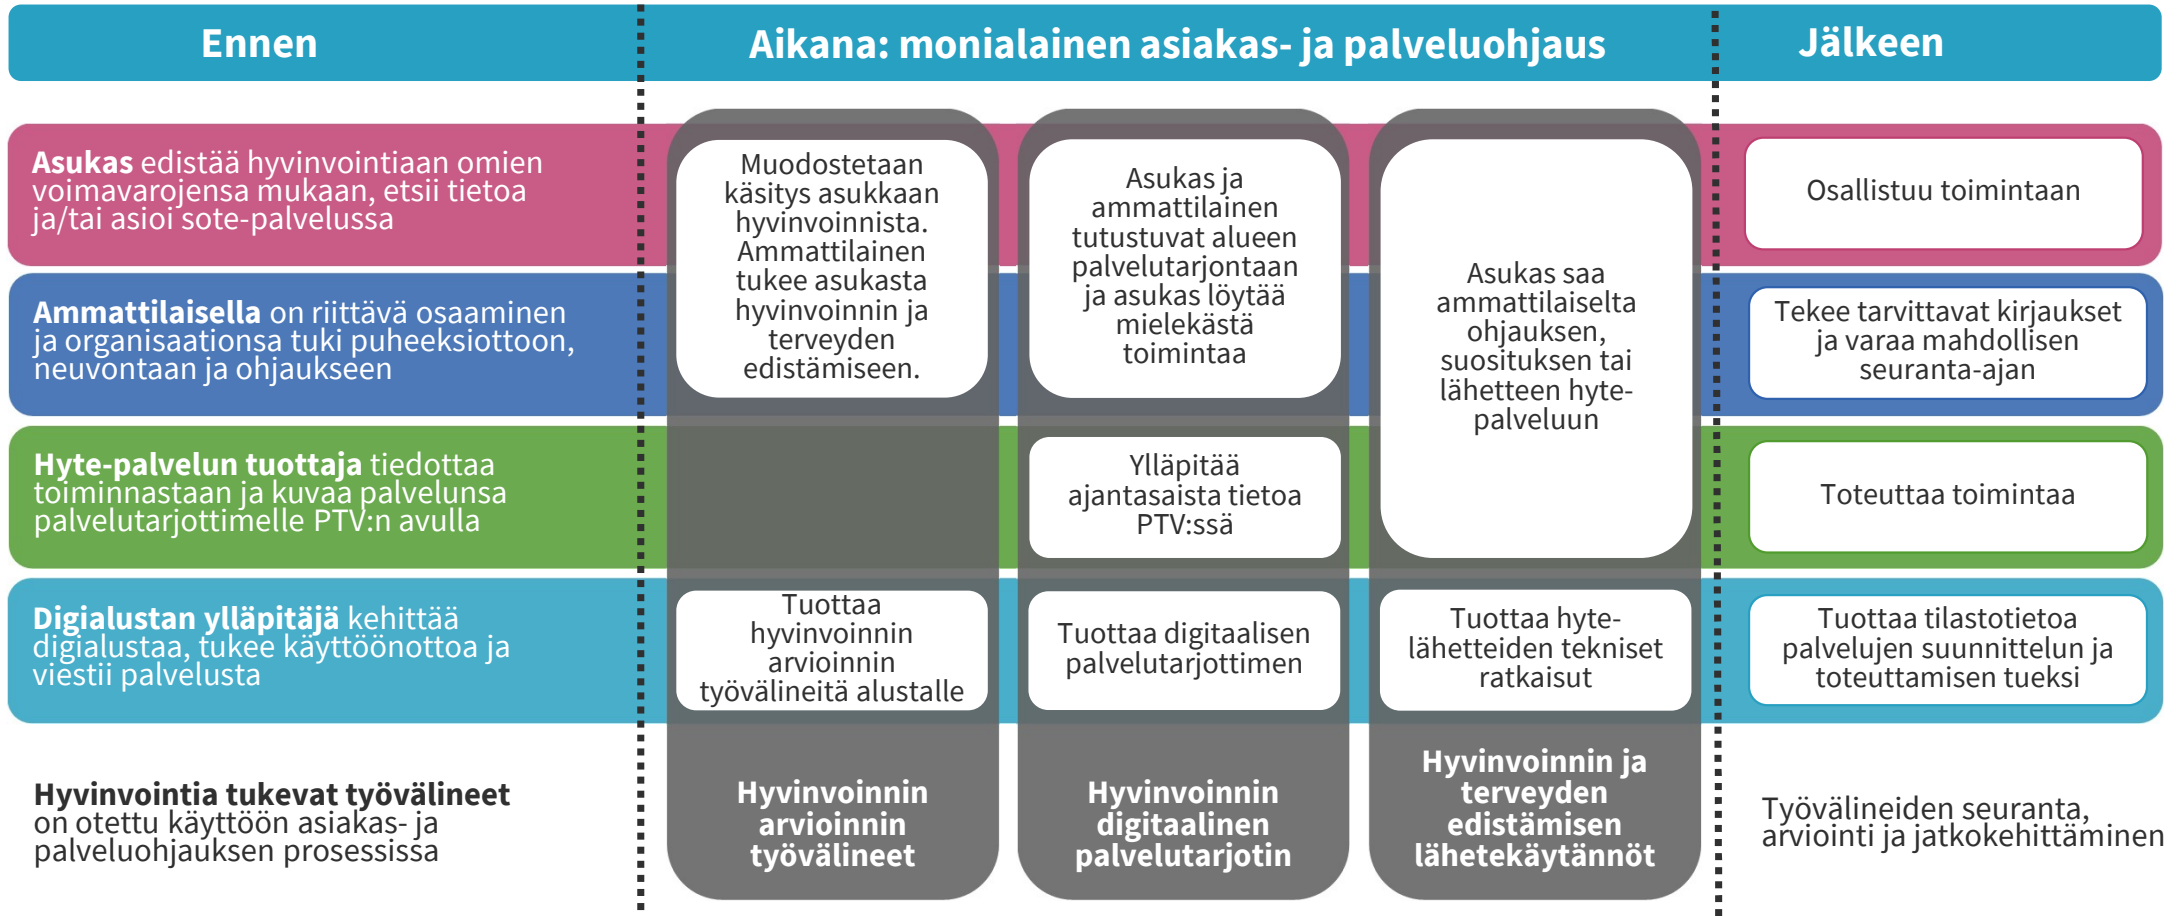 Ennen
Aikana: monialainen asiakas- ja palveluohjaus
Jälkeen
Asukas edistää hyvinvointiaan omien
voimavarojensa mukaan, etsii tietoa
ja/tai asioi sote-palvelussa
Muodostetaan
käsitys asukkaan
hyvinvoinnista.
Ammattilainen
tukee asukasta
hyvinvoinnin ja
terveyden
edistämiseen.
Asukas ja
ammattilainen
tutustuvat alueen
palvelutarjontaan
ja asukas löytää
mielekästä
toimintaa
Asukas saa
ammattilaiselta
ohjauksen,
suosituksen tai
lähetteen hyte-
palveluun
Osallistuu toimintaan
Ammattilaisella on riittävä osaaminen
ja organisaationsa tuki puheeksiottoon,
neuvontaan ja ohjaukseen
Tekee tarvittavat kirjaukset
ja varaa mahdollisen
seuranta-ajan
Hyte-palvelun tuottaja tiedottaa
toiminnastaan ja kuvaa palvelunsa
palvelutarjottimelle PTV:n avulla
Ylläpitää
ajantasaista tietoa
PTV:ssä
Toteuttaa toimintaa
Digialustan ylläpitäjä kehittää
digialustaa, tukee käyttöönottoa ja
viestii palvelusta
Tuottaa
hyvinvoinnin
arvioinnin
työvälineitä alustalle
Tuottaa digitaalisen
palvelutarjottimen
Tuottaa hyte-
lähetteiden tekniset
ratkaisut
Tuottaa tilastotietoa
palvelujen suunnittelun ja
toteuttamisen tueksi
Hyvinvointia tukevat työvälineet
on otettu käyttöön asiakas- ja
palveluohjauksen prosessissa
Hyvinvoinnin
arvioinnin
työvälineet
Hyvinvoinnin
digitaalinen
palvelutarjotin
Hyvinvoinnin ja
terveyden
edistämisen
lähetekäytännöt
Työvälineiden seuranta,
arviointi ja jatkokehittäminen